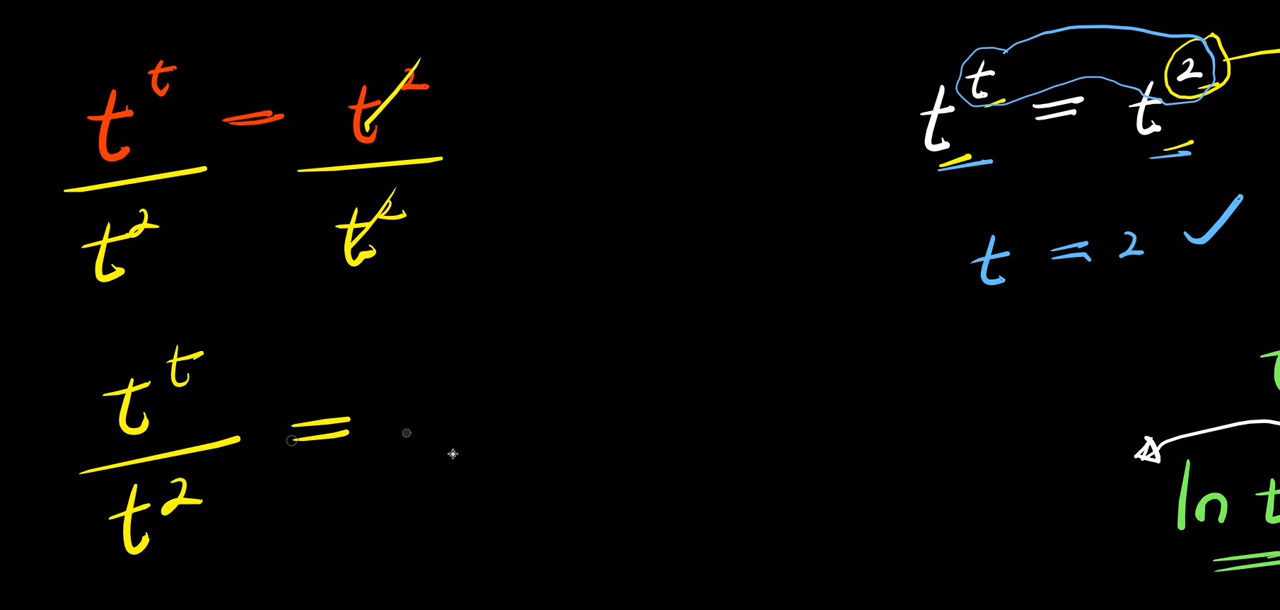 t^t = t^2
t^2 t^2
t^t = 
t^2
t^t = t^2
t = 2 ✓
ln t